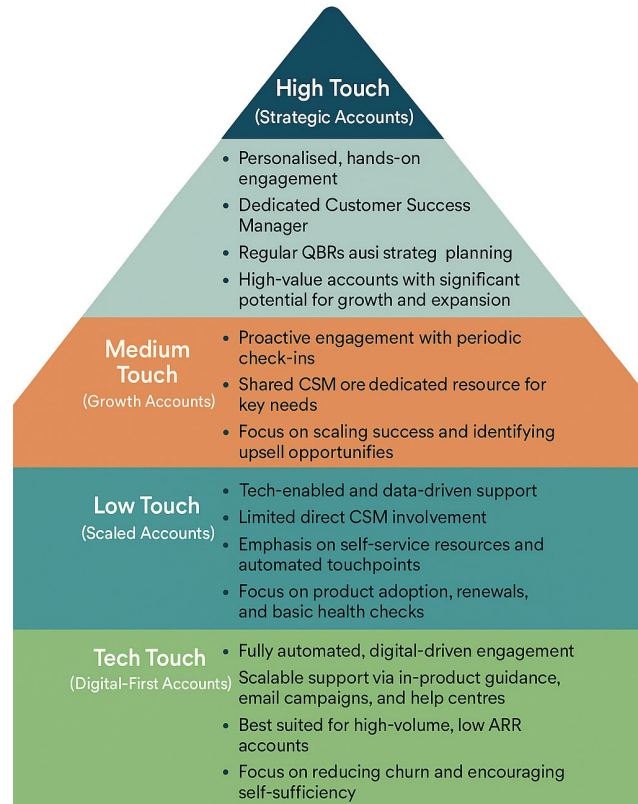 High Touch
(Strategic Accounts)
• Personalised, hands-on
engagement
• Dedicated Customer Success
Manager
• Regular QBRs ausi strateg planning
• High-value accounts with significant
potential for growth and expansion
Medium
Touch
(Growth Accounts)
• Proactive engagement with periodic
check-ins
• Shared CSM ore dedicated resource for
key needs
• Focus on scaling success and identifying
upsell opportunifies
Low Touch
(Scaled Accounts)
• Tech-enabled and data-driven support
• Limited direct CSM involvement
• Emphasis on self-service resources and
automated touchpoints
• Focus on product adoption, renewals,
and basic health checks
Tech Touch
(Digital-First Accounts)
• Fully automated, digital-driven engagement
• Scalable support via in-product guidance,
email campaigns, and help centres
• Best suited for high-volume, low ARR
accounts
• Focus on reducing churn and encouraging
self-sufficiency